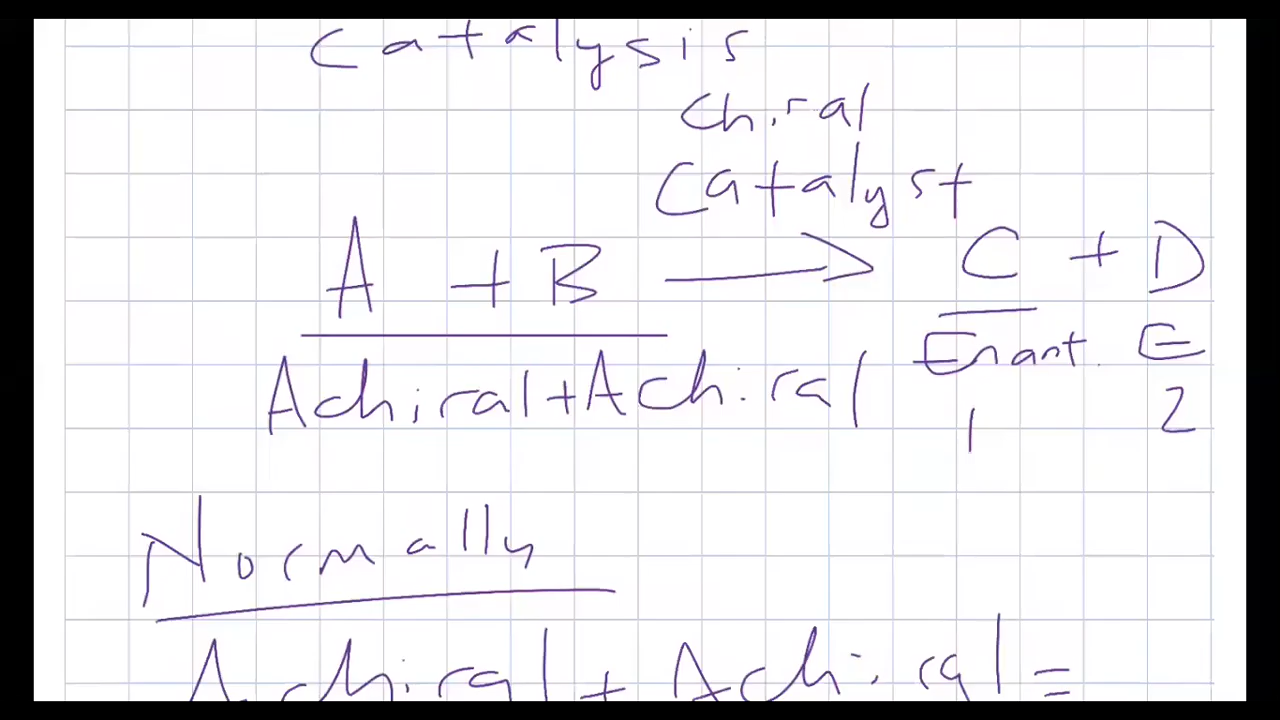 Catalysis
Chiral
Catalyst
A + B → C + D
Achiral + Achiral Enant. E
1 2
Normally
Achiral + Achiral =